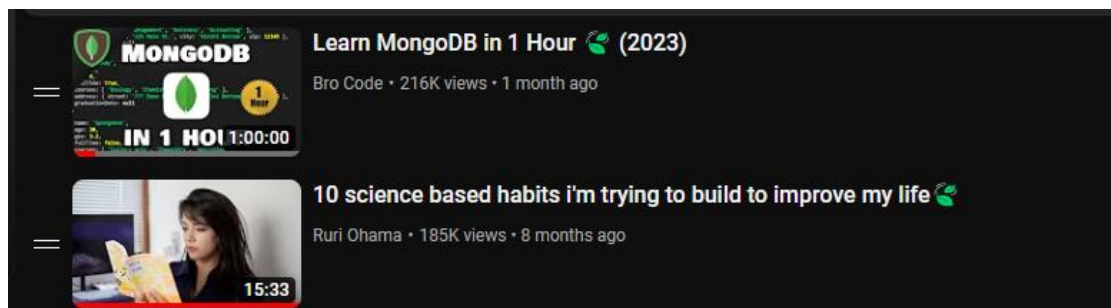 MONGODB
1 Hour
IN 1 HOU
1:00:00
Learn MongoDB in 1 Hour 🍃 (2023)
Bro Code • 216K views • 1 month ago
15:33
10 science based habits i'm trying to build to improve my life🍃
Ruri Ohama • 185K views • 8 months ago